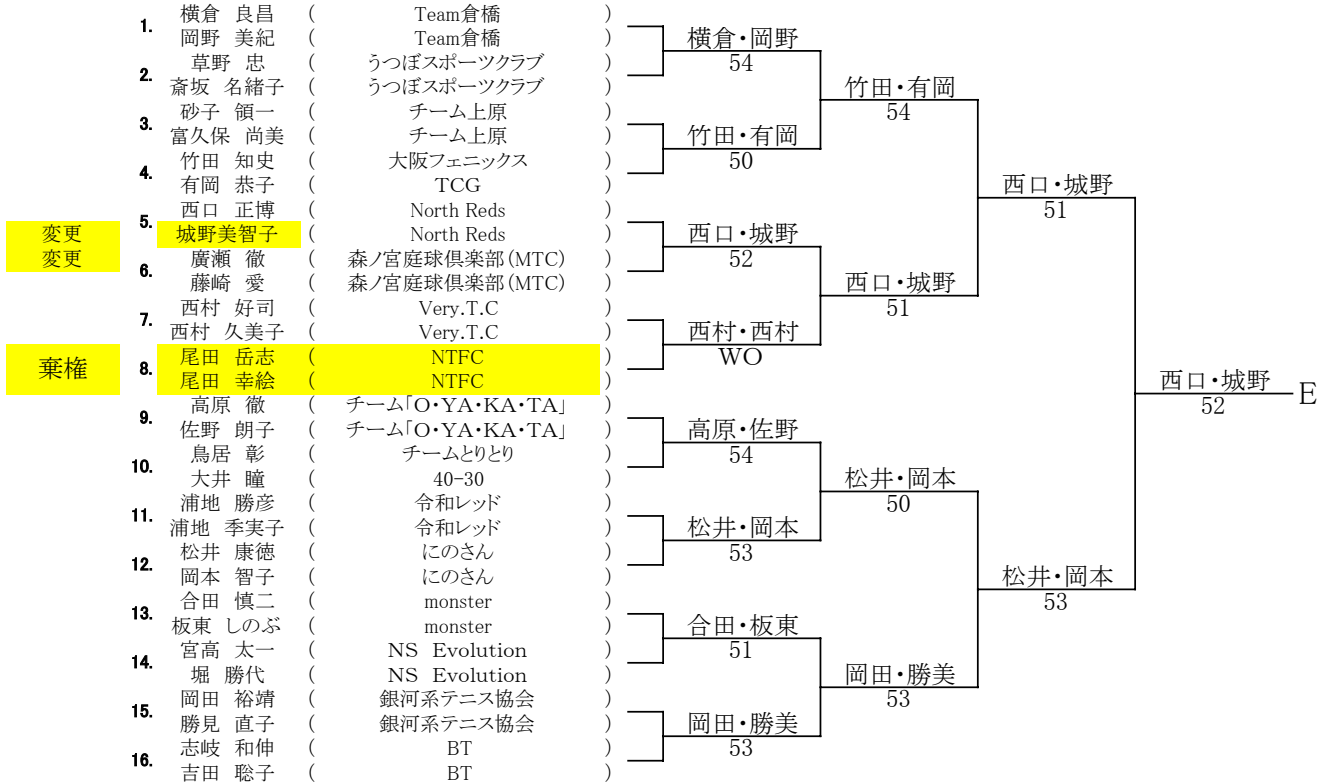 横倉 良昌 ( Team倉橋 )
1.
岡野 美紀 ( Team倉橋 )
横倉・岡野
草野 忠 ( うつぼスポーツクラブ )
54
2.
斎坂 名緒子 ( うつぼスポーツクラブ )
竹田・有岡
砂子 領一 ( チーム上原 )
54
3.
富久保 尚美 ( チーム上原 )
竹田・有岡
竹田 知史 ( 大阪フェニックス )
50
4.
有岡 恭子 ( TCG )
西口・城野
西口 正博 ( North Reds )
51
5.
変更 城野美智子 ( North Reds )
西口・城野
変更 廣瀬 徹 ( 森ノ宮庭球倶楽部(MTC) )
52
6.
藤崎 愛 ( 森ノ宮庭球倶楽部(MTC) )
西口・城野
西村 好司 ( Very.T.C )
51
7.
西村 久美子 ( Very.T.C )
西村・西村
尾田 岳志 ( NTFC )
WO
棄権 8.
尾田 幸絵 ( NTFC )
西口・城野 E
高原 徹 ( チーム「O・YA・KA・TA」 )
52
9.
佐野 朗子 ( チーム「O・YA・KA・TA」 )
高原・佐野
鳥居 彰 ( チームとりとり )
54
10.
大井 瞳 ( 40-30 )
松井・岡本
浦地 勝彦 ( 令和レッド )
50
11.
浦地 季実子 ( 令和レッド )
松井・岡本
松井 康徳 ( にのさん )
53
12.
岡本 智子 ( にのさん )
松井・岡本
合田 慎二 ( monster )
53
13.
板東 しのぶ ( monster )
合田・板東
宮高 太一 ( NS Evolution )
51
14.
堀 勝代 ( NS Evolution )
岡田・勝美
岡田 裕靖 ( 銀河系テニス協会 )
53
15.
勝見 直子 ( 銀河系テニス協会 )
岡田・勝美
志岐 和伸 ( BT )
53
16.
吉田 聡子 ( BT )